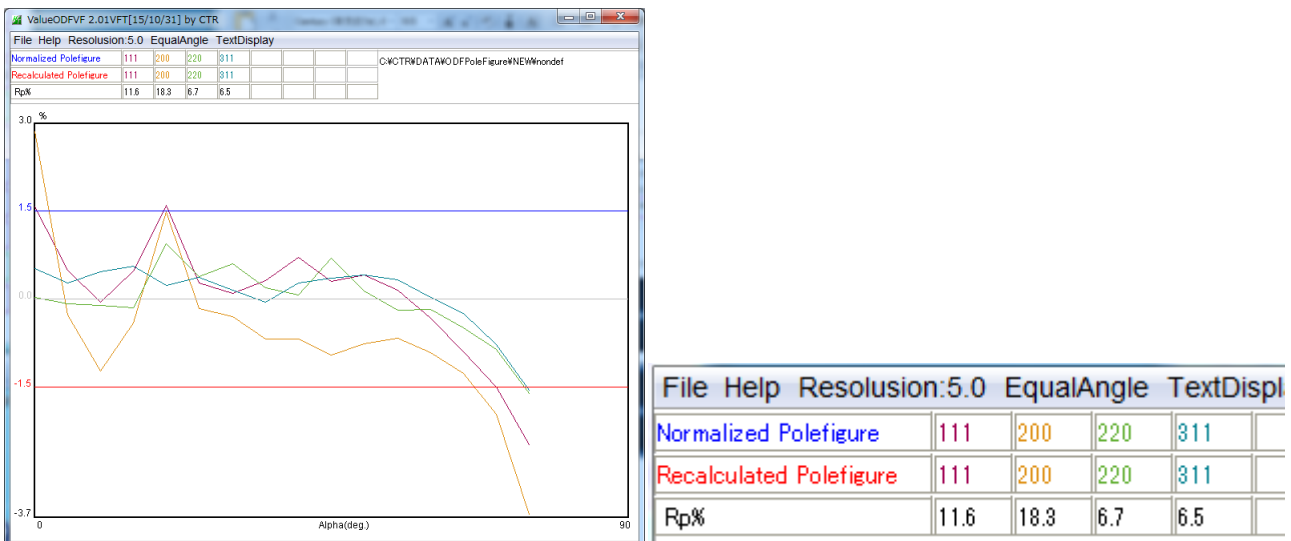 ValueODFVF 2.01VFT[15/10/31] by CTR
File Help Resolusion:5.0 EqualAngle TextDisplay
Normalized Polefigure 111 200 220 311
C:¥CTR¥DATA¥ODFPoleFigure¥NEW¥nondef
Recalculated Polefigure 111 200 220 311
Rp% 11.6 18.3 6.7 6.5
3.0 %
1.5
0.0
-1.5
-3.7
0 Alpha(deg.) 90
File Help Resolusion:5.0 EqualAngle TextDispl
Normalized Polefigure 111 200 220 311
Recalculated Polefigure 111 200 220 311
Rp% 11.6 18.3 6.7 6.5